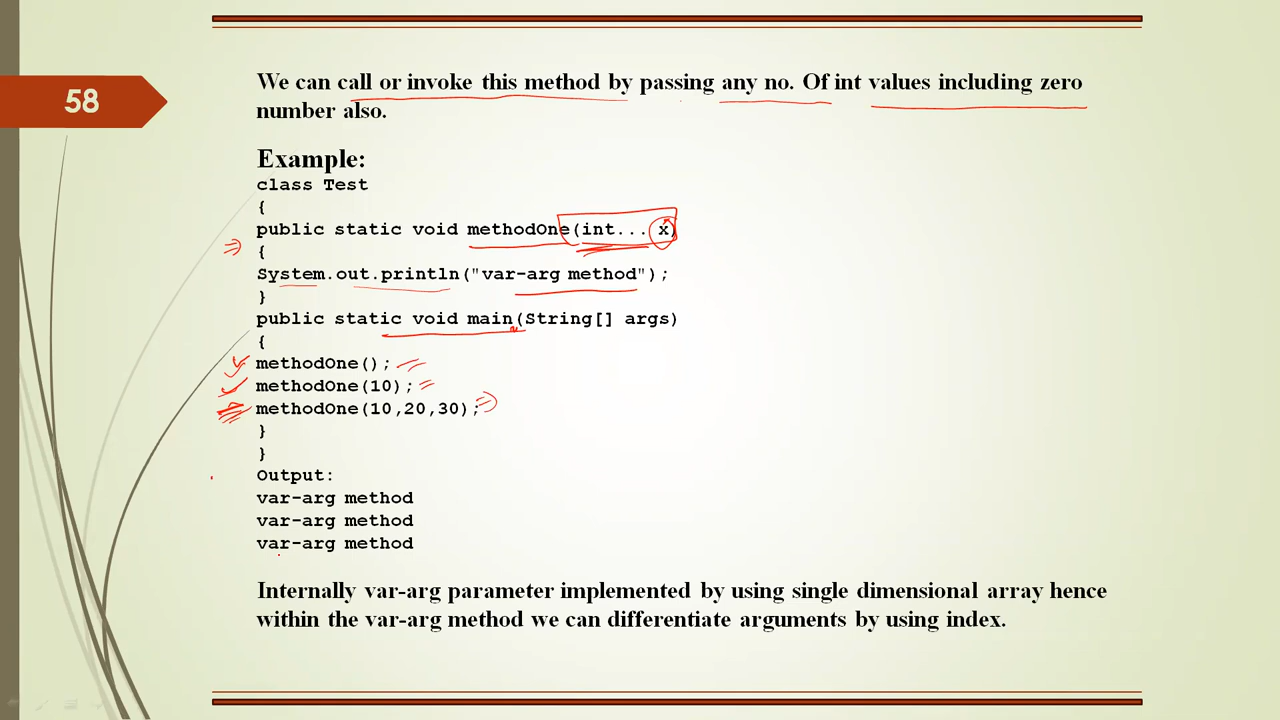 58
We can call or invoke this method by passing any no. Of int values including zero
number also.
Example:
class Test
{
public static void methodOne(int... x)
{
System.out.println("var-arg method");
}
public static void main(String[] args)
{
methodOne();
methodOne(10);
methodOne(10,20,30);
}
}
Output:
var-arg method
var-arg method
var-arg method
Internally var-arg parameter implemented by using single dimensional array hence
within the var-arg method we can differentiate arguments by using index.